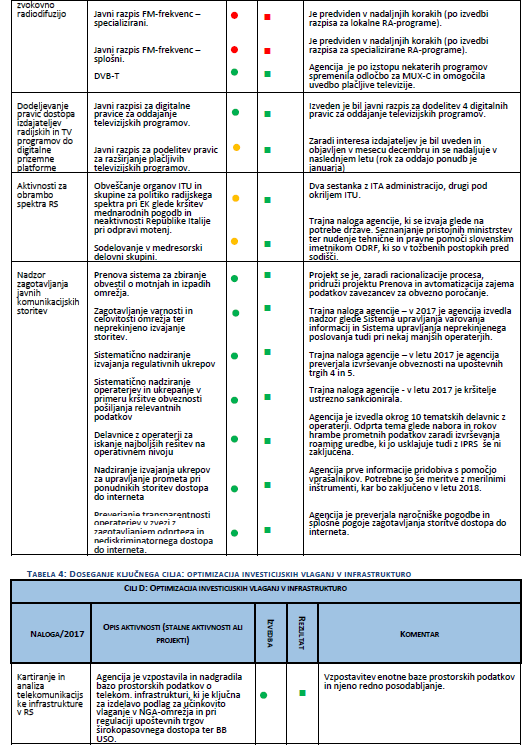 zvokovno
radiodifuzijo
Javni razpis FM-frekvenc –
specializirani.
Je predviden v nadaljnjih korakih (po izvedbi
razpisa za lokalne RA-programe).
Javni razpis FM-frekvenc –
splošni.
Je predviden v nadaljnjih korakih (po izvedbi
razpisa za specializirane RA-programe).
DVB-T
Agencija je po izstopu nekaterih programov
spremenila odločbo za MUX-C in omogočila
uvedbo plačljive televizije.
Dodeljevanje
pravic dostopa
izdajateljev
radijskih in TV
programov do
digitalne
prizemne
platforme
Javni razpisi za digitalne
pravice za oddajanje
televizijskih programov.
Izveden je bil javni razpis za dodelitev 4 digitalnih
pravic za oddajanje televizijskih programov.
Javni razpis za podelitev pravic
za razširjanje plačljivih
televizijskih programov.
Zaradi interesa izdajateljev je bil uveden in
objavljen v mesecu decembru in se nadaljuje v
naslednjem letu (rok za oddajo ponudb je
januarja)
Aktivnosti za
obrambo
spektra RS
Obveščanje organov ITU in
skupine za politiko radijskega
spektra pri EK glede kršitev
mednarodnih pogodb in
neaktivnosti Republike Italije
pri odpravi motenj.
Dva sestanka z ITA administracijo, drugi pod
okriljem ITU.
Sodelovanje v medresorski
delovni skupini.
Trajna naloga agencije, ki se izvaja glede na
potrebe države. Seznanjanje pristojnih ministrstev
ter nudenje tehnične in pravne pomoči slovenskim
imetnikom ODRF, ki so v tožbenih postopkih pred
sodišči.
Nadzor
zagotavljanja
javnih
komunikacijskih
storitev
Prenova sistema za zbiranje
obvestil o motnjah in izpadih
omrežja.
Projekt se je, zaradi racionalizacije procesa,
pridruži projektu Prenova in avtomatizacija zajema
podatkov zavezancev za obvezno poročanje.
Zagotavljanje varnosti in
celovitosti omrežja ter
neprekinjeno izvajanje
storitev.
Trajna naloga agencije – v 2017 je agencija izvedla
nadzor glede Sistema upravljanja varovanja
informacij in Sistema upravljanja neprekinjenega
poslovanja tudi pri nekaj manjših operaterjih.
Sistematično nadziranje
izvajanja regulativnih ukrepov
Trajna naloga agencije – v letu 2017 je agencija
preverjala izvrševanje obveznosti na upoštevnih
trgih 4 in 5.
Sistematično nadziranje
operaterjev in ukrepanje v
primeru kršitve obveznosti
pošiljanja relevantnih
podatkov
Trajna naloga agencije - v letu 2017 je kršitelje
ustrezno sankcionirala.
Delavnice z operaterji za
iskanje najboljših rešitev na
operativnem nivoju
Agencija je izvedla okrog 10 tematskih delavnic z
operaterji. Odprta tema glede nabora in rokov
hrambe prometnih podatkov zaradi izvrševanja
roaming uredbe, ki jo usklajuje tudi z IPRS še ni
zaključena.
Nadziranje izvajanja ukrepov
za upravljanje prometa pri
ponudnikih storitev dostopa
do interneta
Agencija prve informacije pridobiva s pomočjo
vprašalnikov. Potrebne so še meritve z merilnimi
inštrumenti, kar bo zaključeno v letu 2018.
Preverjanje transparentnosti
operaterjev v zvezi z
zagotavljanjem odprtega in
nediskriminatornega dostopa
do interneta.
Agencija je preverjala naročniške pogodbe in
splošne pogoje zagotavljanja storitve dostopa do
interneta.
TABELA 4: DOSEGANJE KLJUČNEGA CILJA: OPTIMIZACIJA INVESTICIJSKIH VLAGANJ V INFRASTRUKTURO
CILJ D: OPTIMIZACIJA INVESTICIJSKIH VLAGANJ V INFRASTRUKTURO
NALOGA/2017
OPIS AKTIVNOSTI (STALNE AKTIVNOSTI ALI
PROJEKTI)
IZVEDBA
REZULTAT
KOMENTAR
Kartiranje in
analiza
telekomunikacijs
ke infrastrukture
v RS
Agencija je vzpostavila in nadgradila
bazo prostorskih podatkov o
telekom. infrastrukturi, ki je ključna
za izdelavo podlag za učinkovito
vlaganje v NGA-omrežja in pri
regulaciji upoštevnih trgov
širokopasovnega dostopa ter BB
USO.
Vzpostavitev enotne baze prostorskih podatkov
in njeno redno posodabljanje.